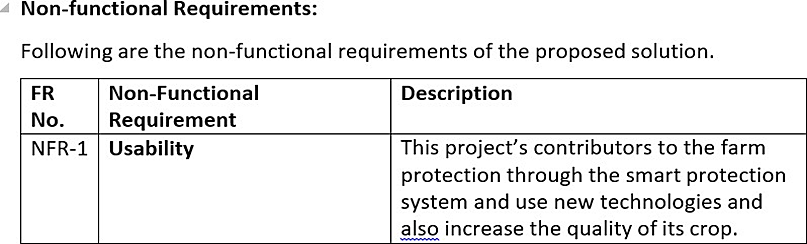 Non-functional Requirements:
Following are the non-functional requirements of the proposed solution.
FR No.
Non-Functional Requirement
Description
NFR-1
Usability
This project’s contributors to the farm
protection through the smart protection
system and use new technologies and
also increase the quality of its crop.